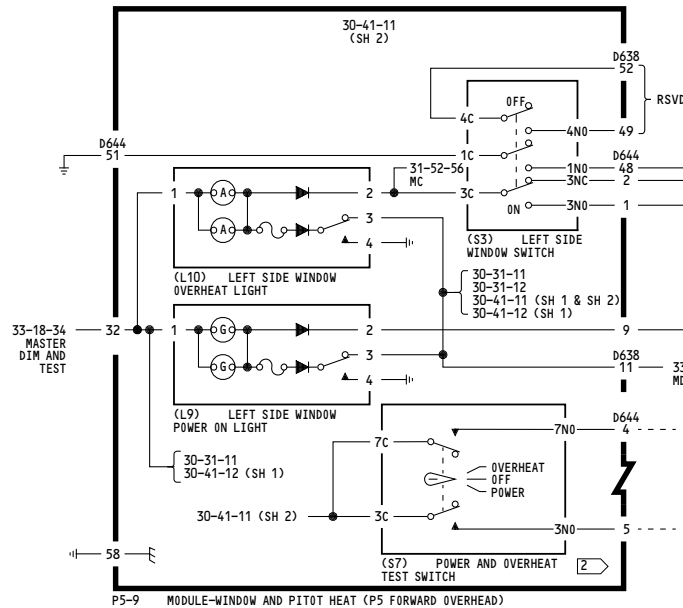 30-41-11
(SH 2)
D638
52
OFF
RSVD
4C
4NO
49
D644
51
1C
D644
1NO
48
31-52-56
MC
3NC
2
1
A
2
3C
A
3
ON
3NO
1
4
(S3) LEFT SIDE
WINDOW SWITCH
(L10) LEFT SIDE WINDOW
OVERHEAT LIGHT
30-31-11
30-31-12
30-41-11 (SH 1 & SH 2)
30-41-12 (SH 1)
33-18-34
MASTER
DIM AND
TEST
32
1
G
2
9
G
3
D638
11
33
4
(L9) LEFT SIDE WINDOW
POWER ON LIGHT
D644
7C
7NO
4
30-31-11
30-41-12 (SH 1)
OVERHEAT
OFF
POWER
30-41-11 (SH 2)
3C
3NO
5
58
(S7) POWER AND OVERHEAT
TEST SWITCH
2
P5-9 MODULE-WINDOW AND PITOT HEAT (P5 FORWARD OVERHEAD)